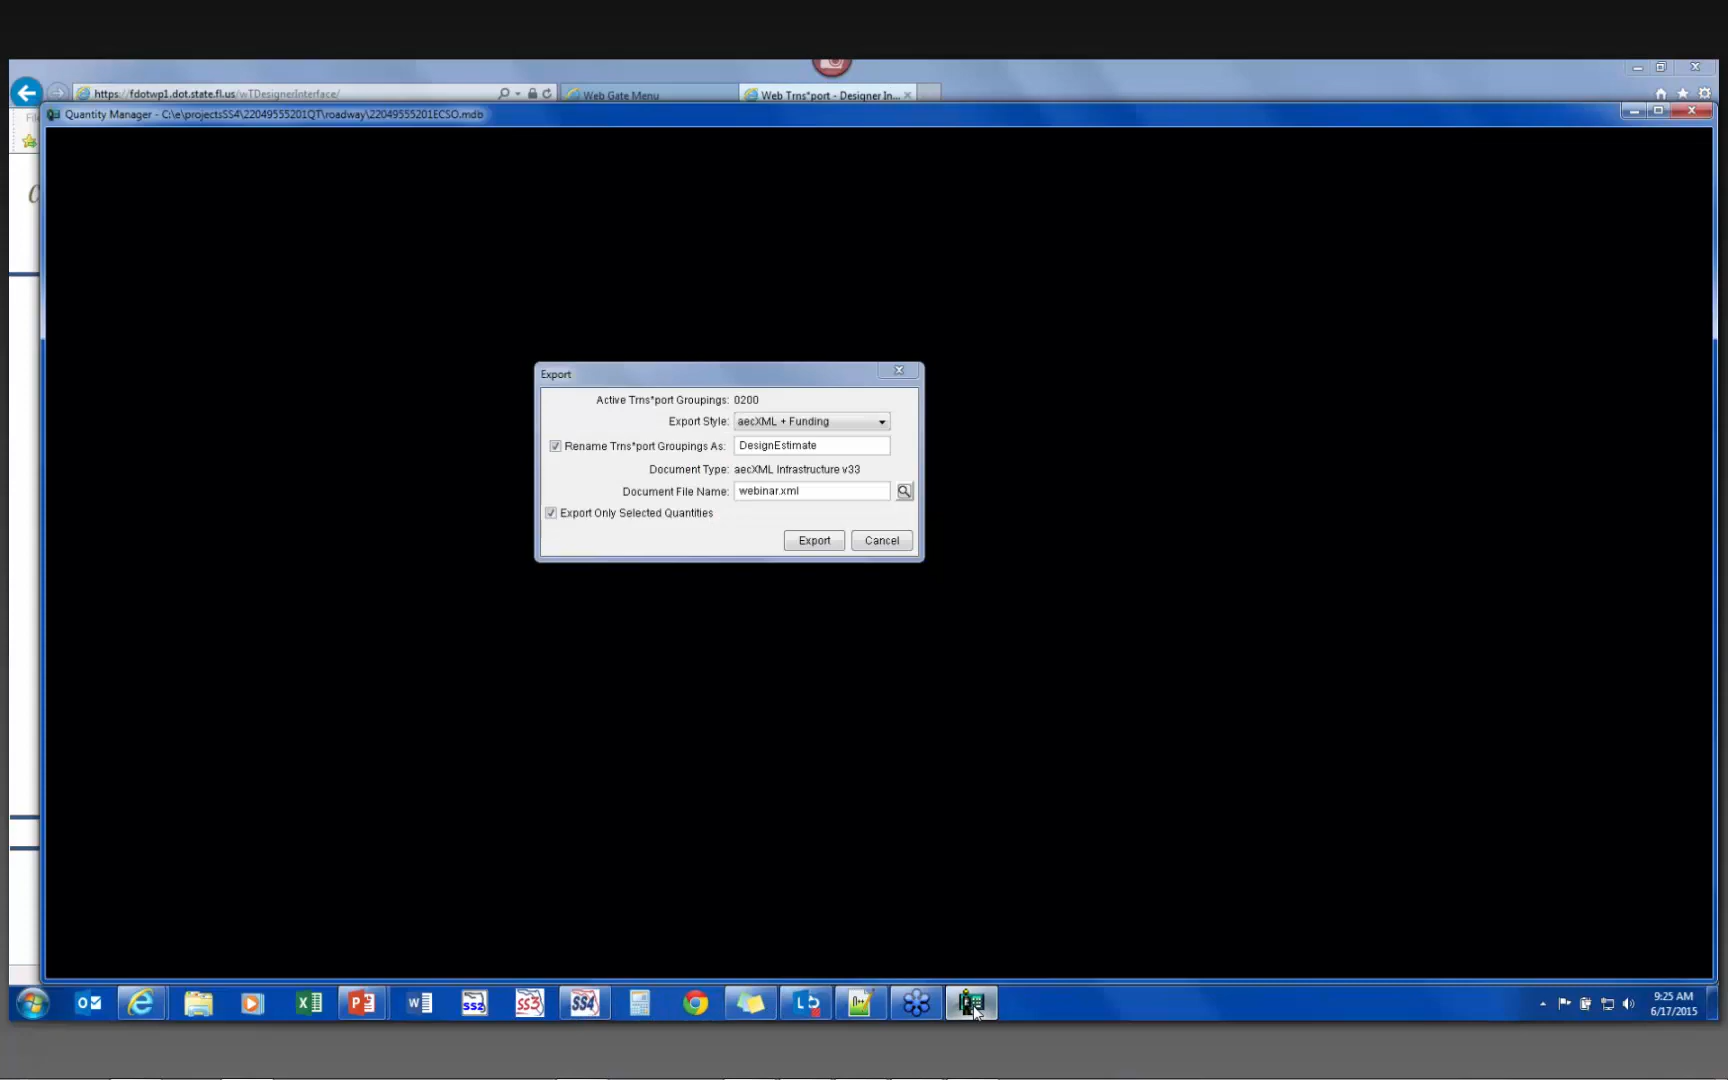 https://fdotwp1.dot.state.fl.us/wTDesignerInterface/
Web Gate Menu
Web Trns*port - Designer In...
Quantity Manager - C:\e\projectsSS4\22049555201QT\roadway\22049555201ECSO.mdb
Export
Active Trns*port Groupings: 0200
Export Style: aecXML + Funding
Rename Trns*port Groupings As: DesignEstimate
Document Type: aecXML Infrastructure v33
Document File Name: webinar.xml
Export Only Selected Quantities
Export Cancel
SS2 SS3 SS4
9:25 AM
6/17/2015